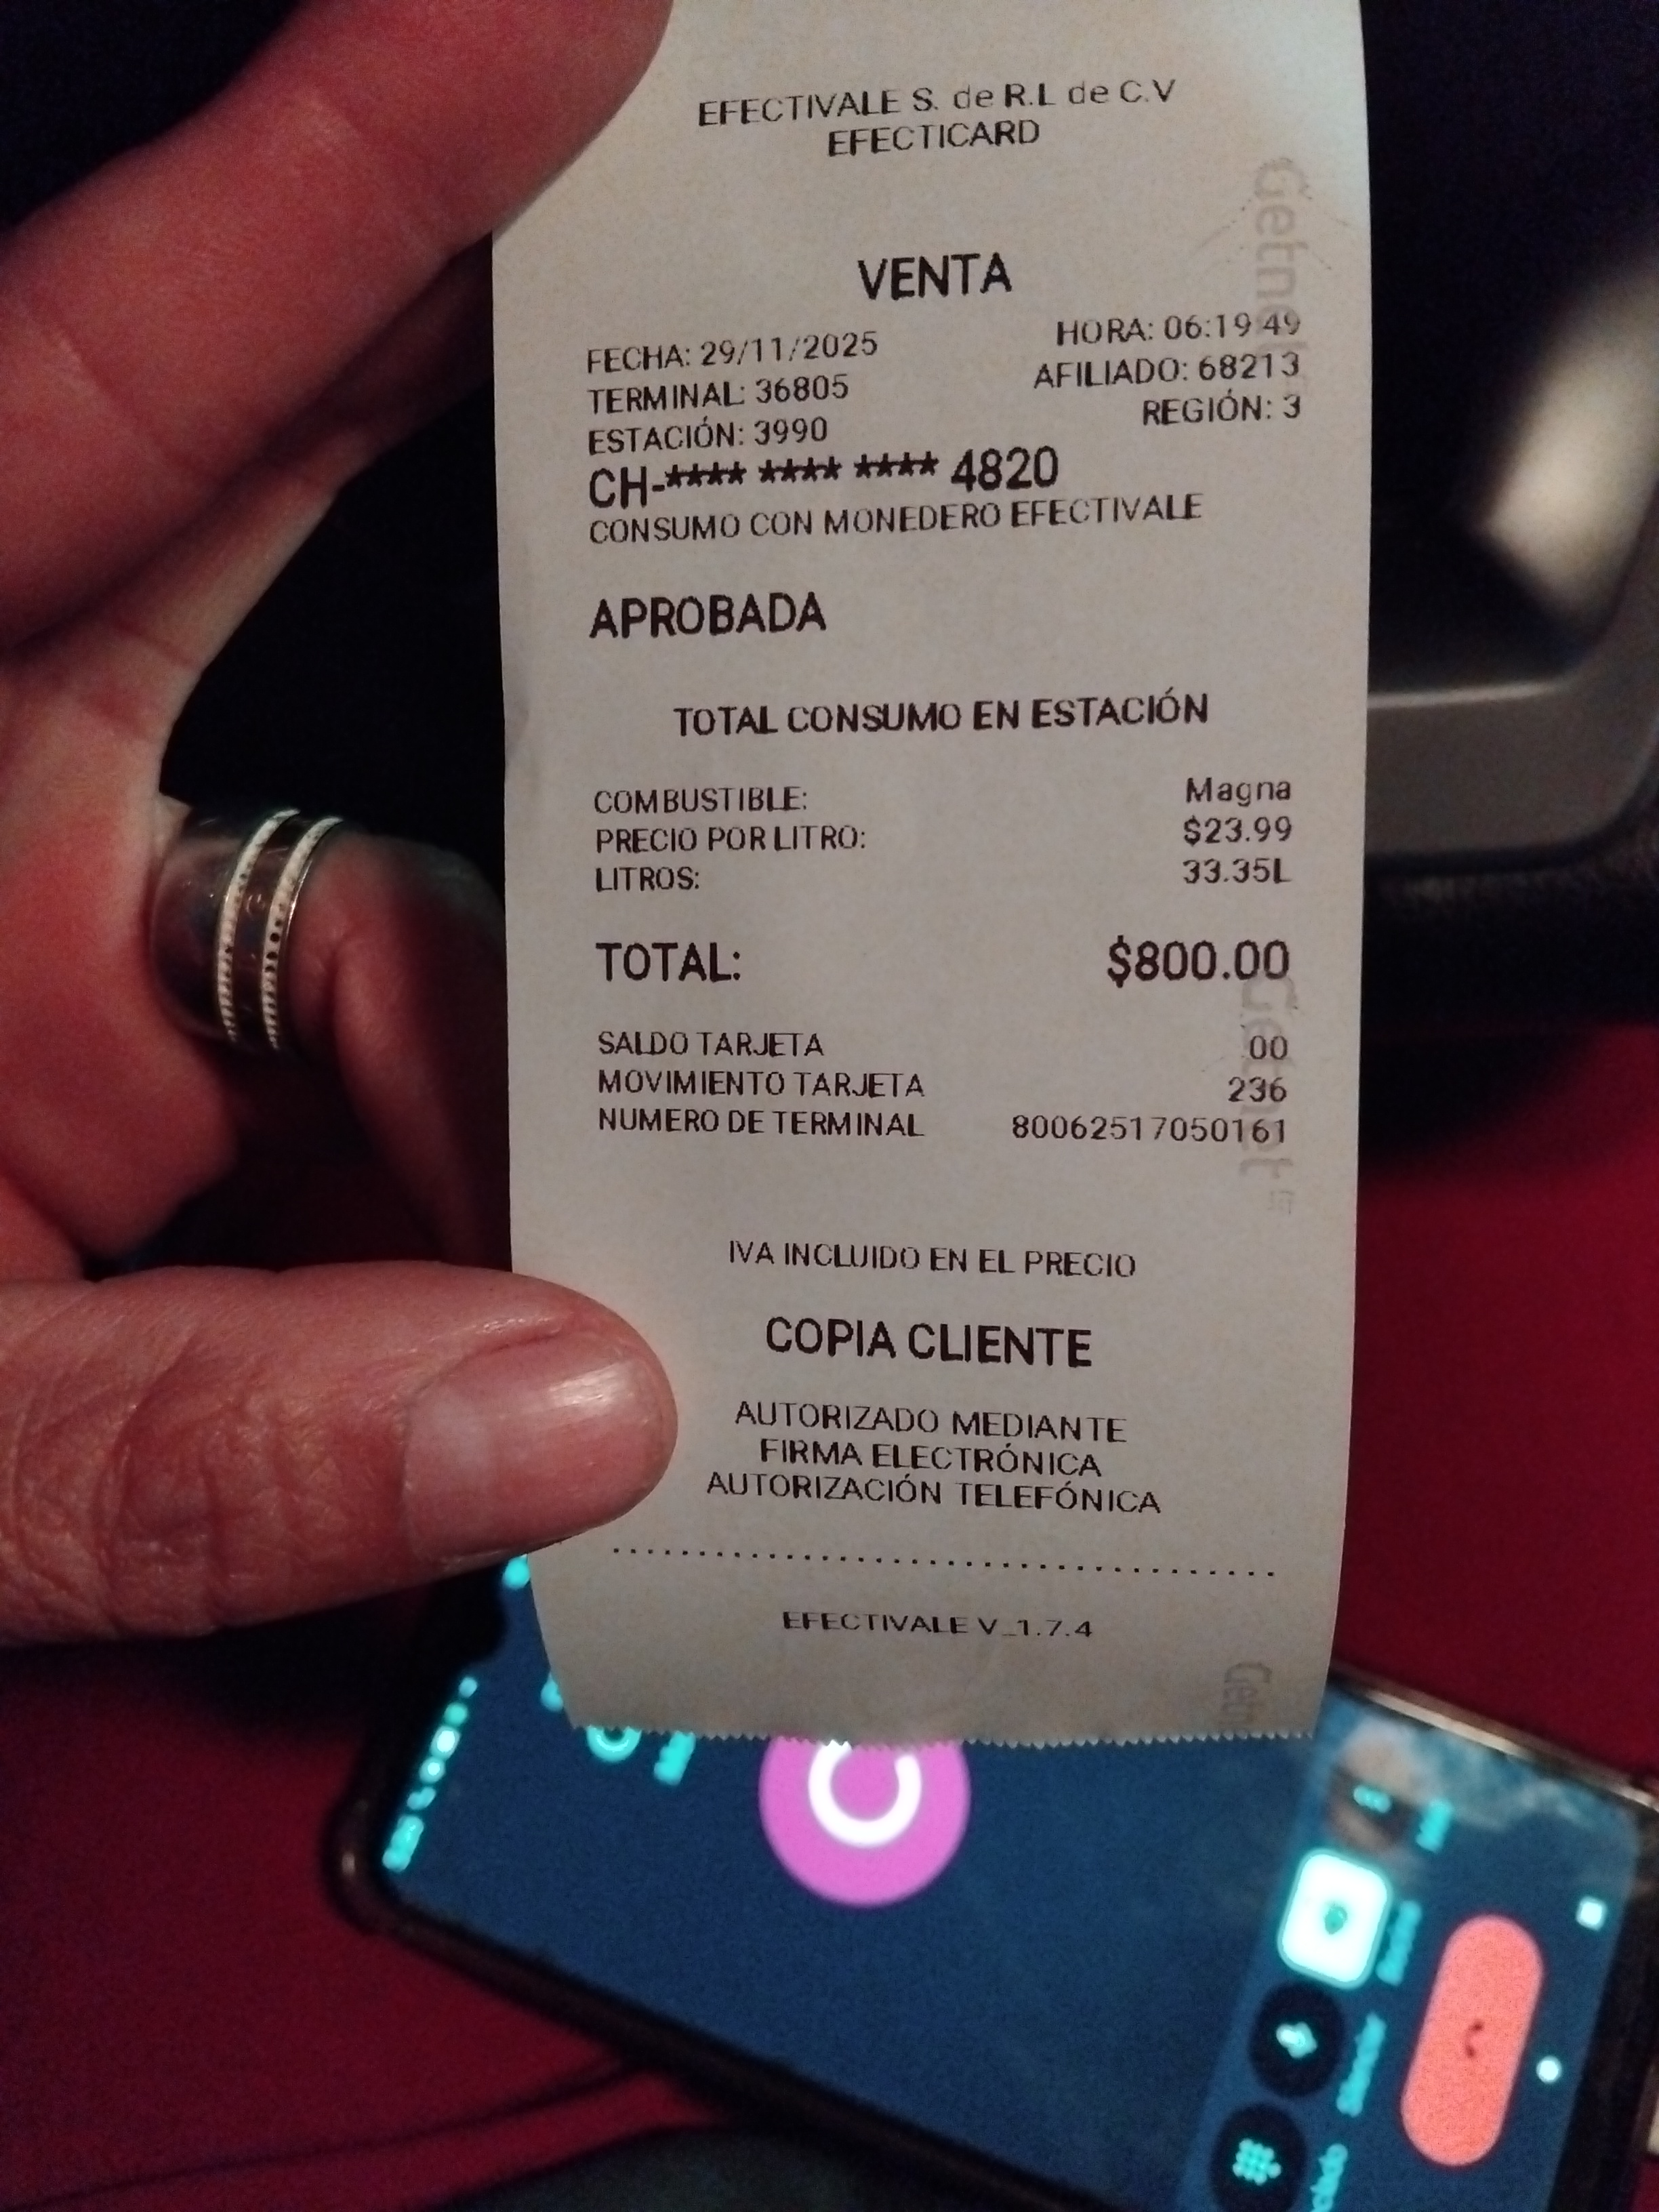 EFECTIVALE S. de R.L de C.V
EFECTICARD
VENTA
FECHA: 29/11/2025 HORA: 06:19:49
TERMINAL: 36805 AFILIADO: 68213
ESTACIÓN: 3990 REGIÓN: 3
CH-**** **** **** 4820
CONSUMO CON MONEDERO EFECTIVALE
APROBADA
TOTAL CONSUMO EN ESTACIÓN
COMBUSTIBLE: Magna
PRECIO POR LITRO: $23.99
LITROS: 33.35L
TOTAL: $800.00
SALDO TARJETA .00
MOVIMIENTO TARJETA 236
NUMERO DE TERMINAL 80062517050161
IVA INCLUIDO EN EL PRECIO
COPIA CLIENTE
AUTORIZADO MEDIANTE
FIRMA ELECTRÓNICA
AUTORIZACIÓN TELEFÓNICA
EFECTIVALE V_1.7.4
Getnet
Getnet